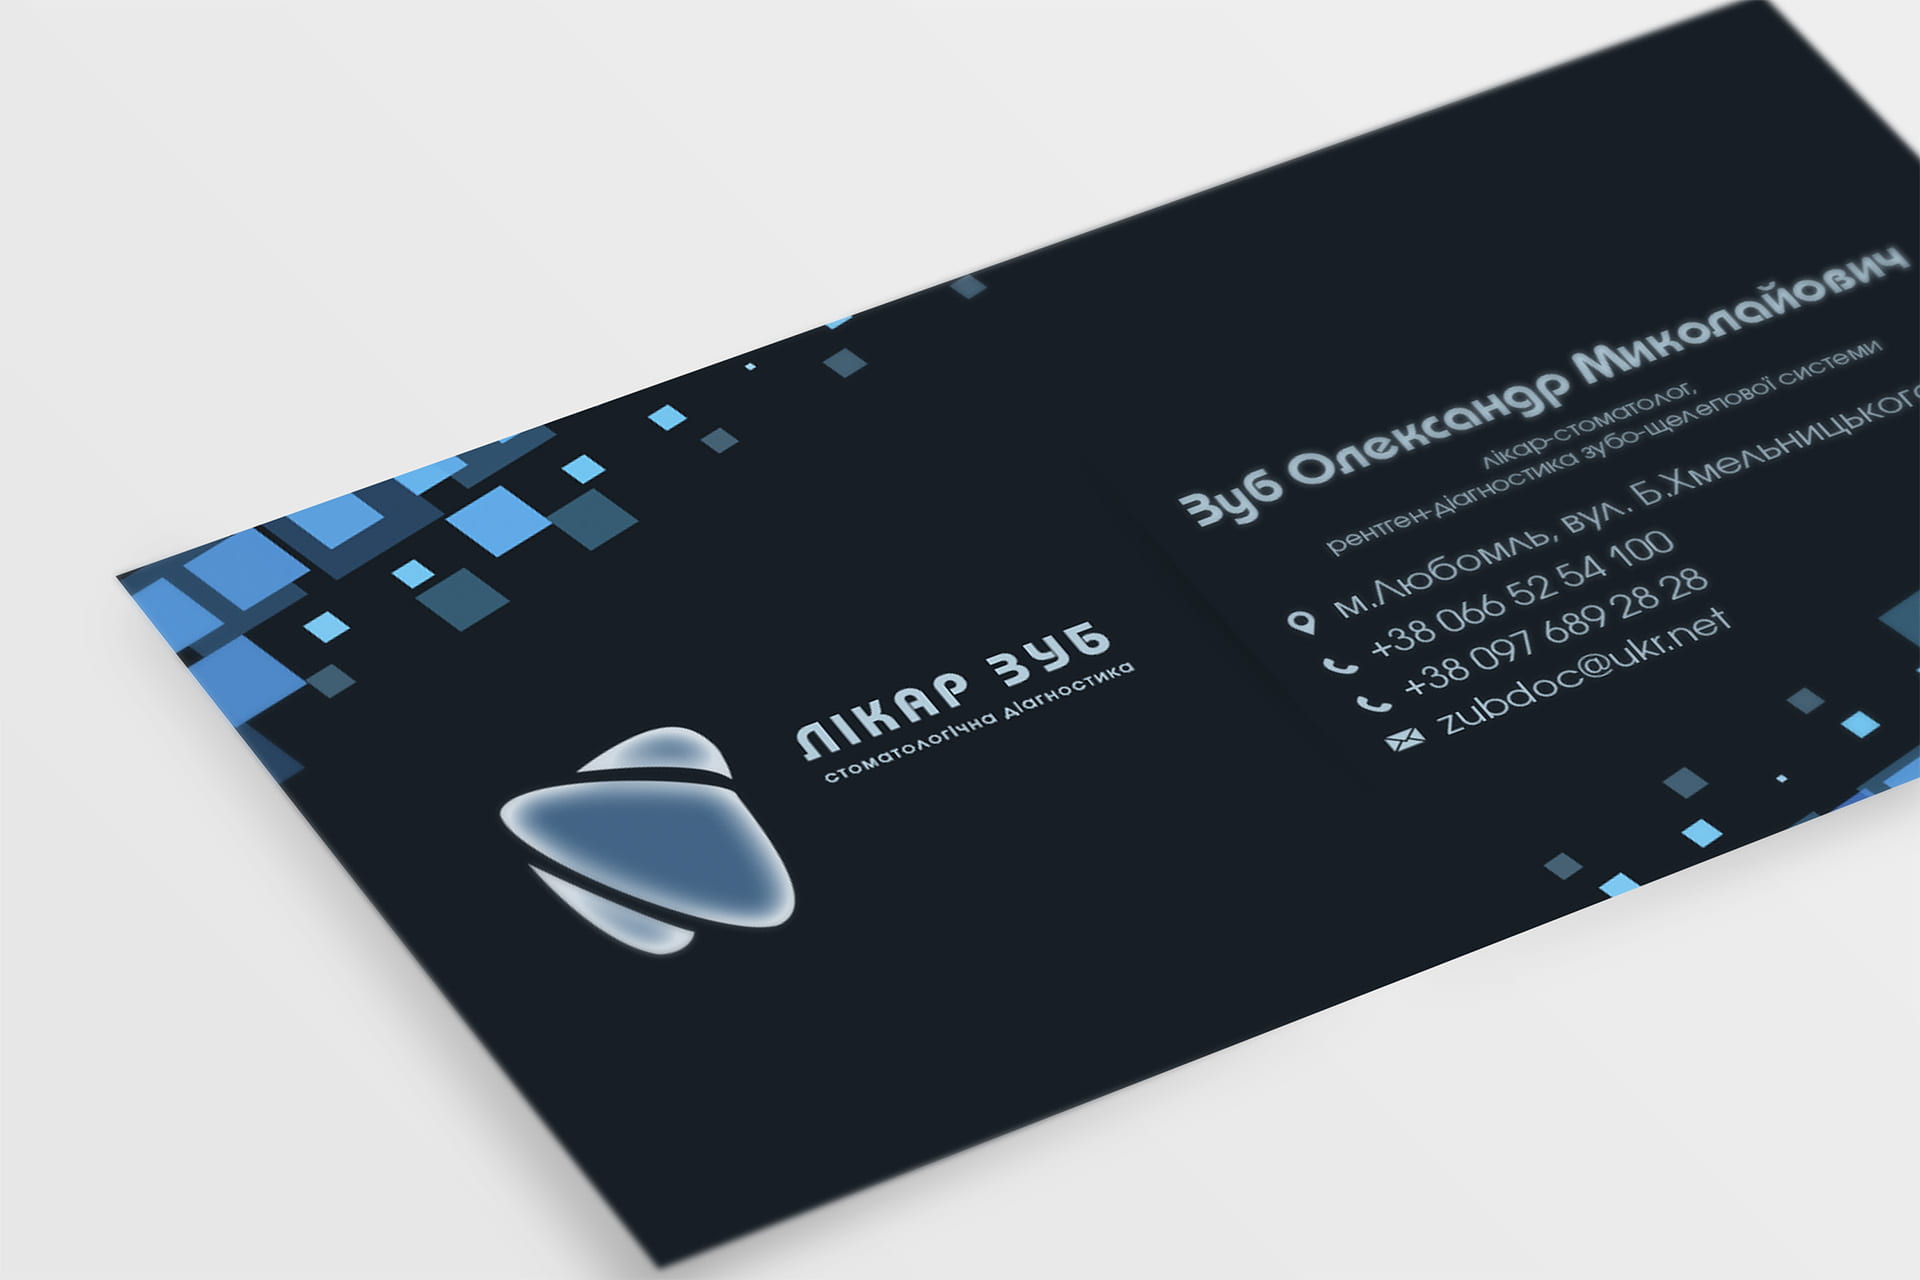 ЛІКАР ЗУБ
стоматологічна діагностика
Зуб Олександр Миколайович
лікар-стоматолог,
рентген-діагностика зубо-щелепової системи
м.Любомль, вул. Б.Хмельницького
+38 066 52 54 100
+38 097 689 28 28
zubdoc@ukr.net